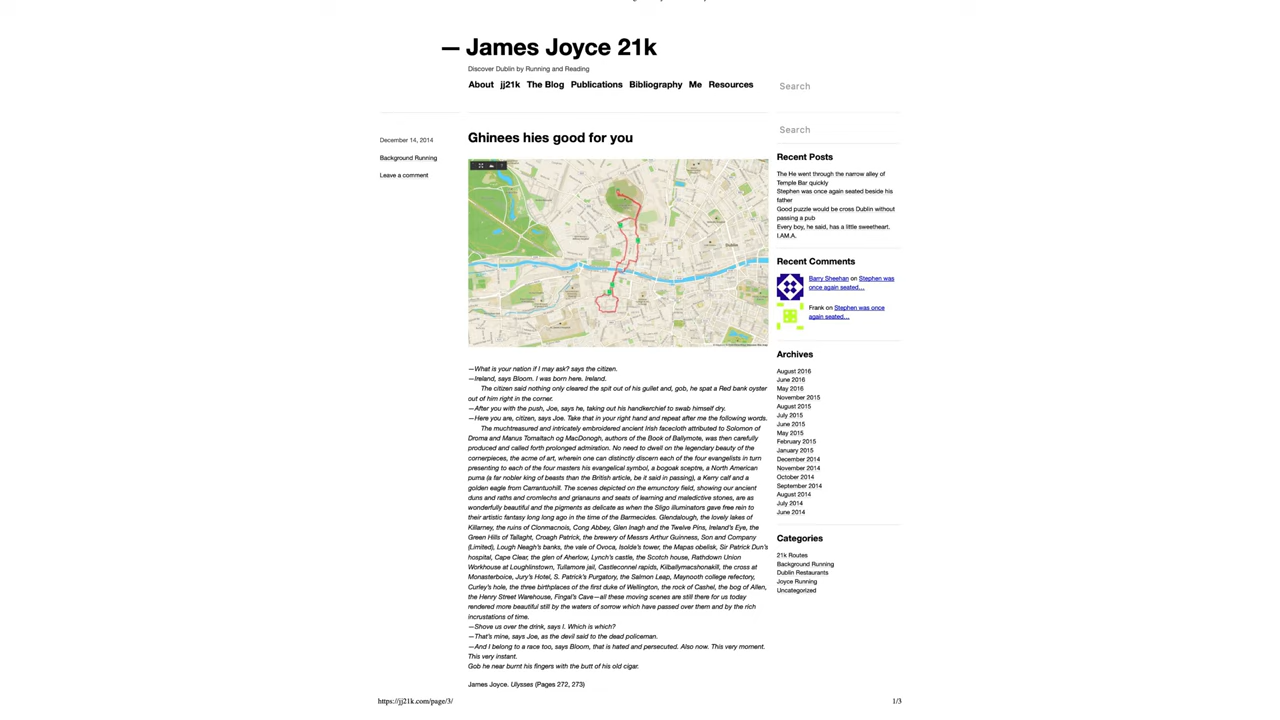 — James Joyce 21k
Discover Dublin by Running and Reading
About jj21k The Blog Publications Bibliography Me Resources
Search
December 14, 2014
Background Running
Leave a comment
Ghinees hies good for you
—What is your nation if I may ask? says the citizen.
—Ireland, says Bloom. I was born here. Ireland.
The citizen said nothing only cleared the spit out of his gullet and, gob, he spat a Red bank oyster
out of him right in the corner.
—After you with the push, Joe, says he, taking out his handkerchief to swab himself dry.
—Here you are, citizen, says Joe. Take that in your right hand and repeat after me the following words.
The muchtreasured and intricately embroidered ancient Irish facecloth attributed to Solomon of
Droma and Manus Tomaltach og MacDonogh, authors of the Book of Ballymote, was then carefully
produced and called forth prolonged admiration. No need to dwell on the legendary beauty of the
cornerpieces, the acme of art, wherein one can distinctly discern each of the four evangelists in turn
presenting to each of the four masters his evangelical symbol, a bogoak sceptre, a North American
puma (a far nobler king of beasts than the British article, be it said in passing), a Kerry calf and a
golden eagle from Carrantuohill. The scenes depicted on the emunctory field, showing our ancient
duns and raths and cromlechs and grianauns and seats of learning and maledictive stones, are as
wonderfully beautiful and the pigments as delicate as when the Sligo illuminators gave free rein to
their artistic fantasy long long ago in the time of the Barmecides. Glendalough, the lovely lakes of
Killarney, the ruins of Clonmacnois, Cong Abbey, Glen Inagh and the Twelve Pins, Ireland's Eye, the
Green Hills of Tallaght, Croagh Patrick, the brewery of Messrs Arthur Guinness, Son and Company
(Limited), Lough Neagh's banks, the vale of Ovoca, Isolde's tower, the Mapas obelisk, Sir Patrick Dun's
hospital, Cape Clear, the glen of Aherlow, Lynch's castle, the Scotch house, Rathdown Union
Workhouse at Loughlinstown, Tullamore jail, Castleconnel rapids, Kilballymacshonakill, the cross at
Monasterboice, Jury's Hotel, S. Patrick's Purgatory, the Salmon Leap, Maynooth college refectory,
Curley's hole, the three birthplaces of the first duke of Wellington, the rock of Cashel, the bog of Allen,
the Henry Street Warehouse, Fingal's Cave—all these moving scenes are still there for us today
rendered more beautiful still by the waters of sorrow which have passed over them and by the rich
incrustations of time.
—Shove us over the drink, says I. Which is which?
—That's mine, says Joe, as the devil said to the dead policeman.
—And I belong to a race too, says Bloom, that is hated and persecuted. Also now. This very moment.
This very instant.
Gob he near burnt his fingers with the butt of his old cigar.
James Joyce. Ulysses (Pages 272, 273)
Search
Recent Posts
The He went through the narrow alley of
Temple Bar quickly
Stephen was once again seated beside his
father
Good puzzle would be cross Dublin without
passing a pub
Every boy, he said, has a little sweetheart.
I.AM.A.
Recent Comments
Barry Sheehan on Stephen was
once again seated…
Frank on Stephen was once
again seated…
Archives
August 2016
June 2016
May 2016
November 2015
August 2015
July 2015
June 2015
May 2015
February 2015
January 2015
December 2014
November 2014
October 2014
September 2014
August 2014
July 2014
June 2014
Categories
21k Routes
Background Running
Dublin Restaurants
Joyce Running
Uncategorized
https://jj21k.com/page/3/
1/3